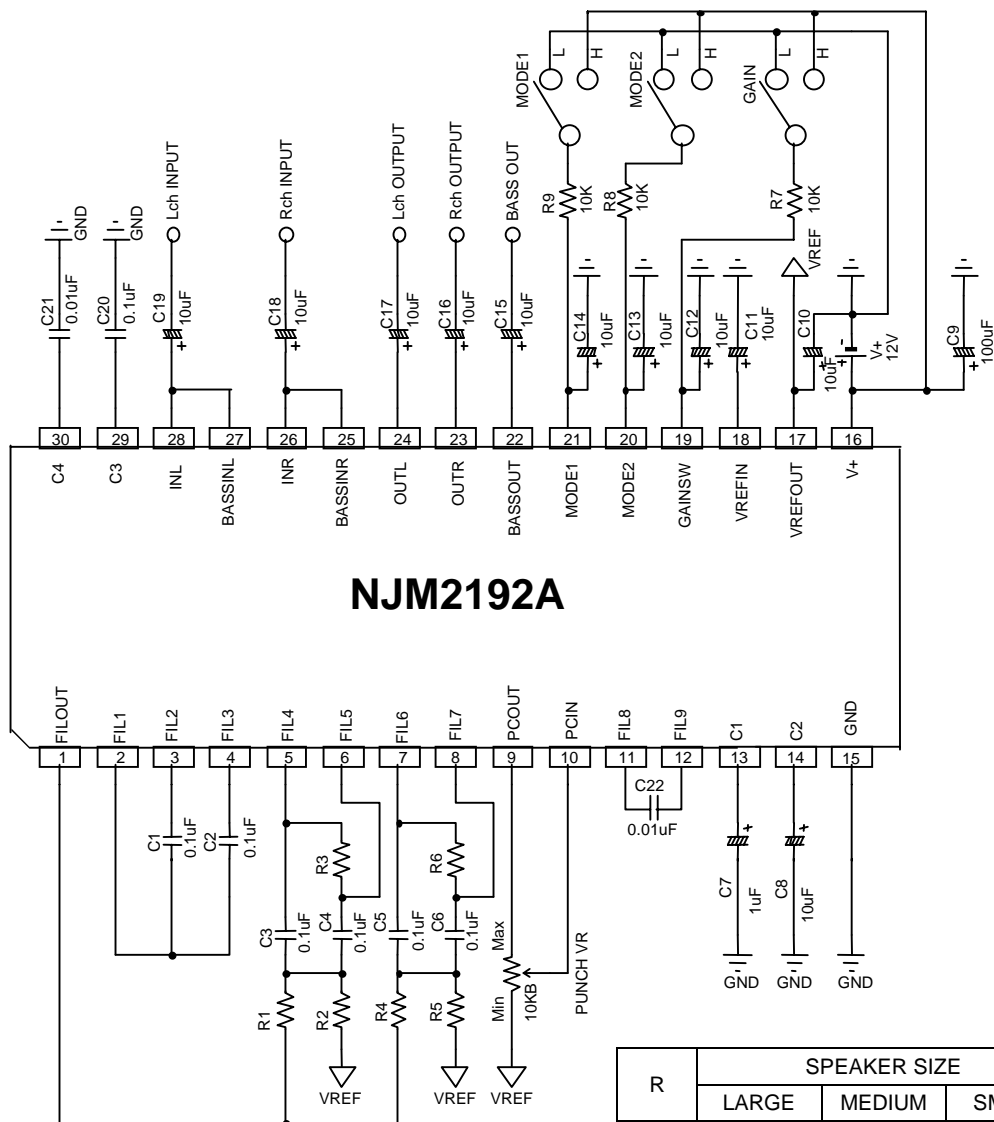 L
H
L
H
L
H
MODE1
MODE2
GAIN
R9
10K
R8
10K
R7
10K
GND
GND
Lch INPUT
Rch INPUT
Lch OUTPUT
Rch OUTPUT
BASS OUT
VREF
C21
0.01uF
C20
0.1uF
C19
10uF
+
C18
10uF
+
C17
10uF
+
C16
10uF
+
C15
10uF
+
C14
10uF
+
C13
10uF
+
C12
10uF
+
C11
10uF
+
C10
10uF
+
-
+
V+
12V
C9
100uF
+
30
29
28
27
26
25
24
23
22
21
20
19
18
17
16
C4
C3
INL
BASSINL
INR
BASSINR
OUTL
OUTR
BASSOUT
MODE1
MODE2
GAINSW
VREFIN
VREFOUT
V+
NJM2192A
FILOUT
FIL1
FIL2
FIL3
FIL4
FIL5
FIL6
FIL7
PCOUT
PCIN
FIL8
FIL9
C1
C2
GND
1
2
3
4
5
6
7
8
9
10
11
12
13
14
15
C22
0.01uF
C1
0.1uF
C2
0.1uF
R3
R6
C3
0.1uF
C4
0.1uF
C5
0.1uF
C6
0.1uF
Max
Min
10KB
PUNCH VR
C7
1uF
+
C8
10uF
+
R1
R2
R4
R5
GND
GND
GND
VREF
VREF
VREF
R
SPEAKER SIZE
LARGE
MEDIUM
SM